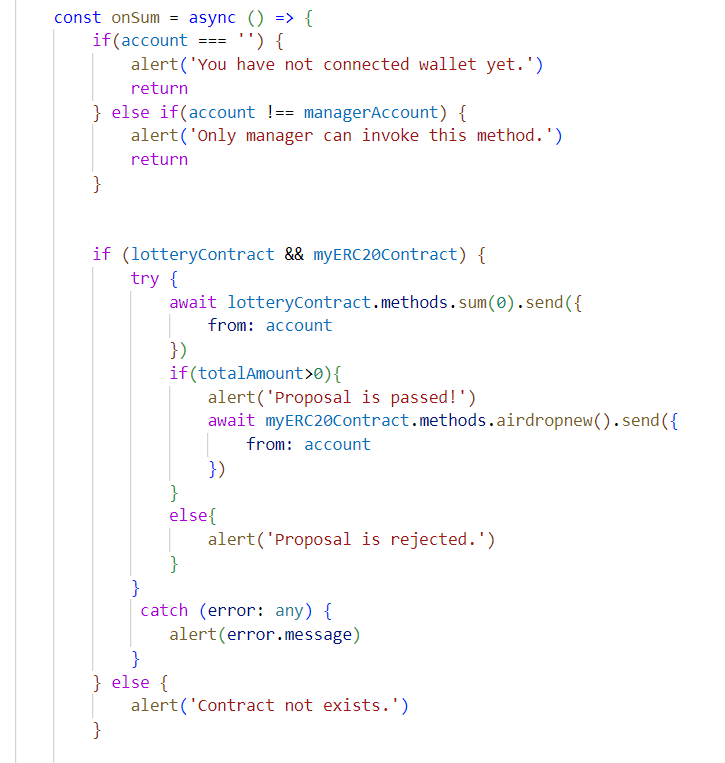 const onSum = async () => {
if(account === '') {
alert('You have not connected wallet yet.')
return
} else if(account !== managerAccount) {
alert('Only manager can invoke this method.')
return
}
if (lotteryContract && myERC20Contract) {
try {
await lotteryContract.methods.sum(0).send({
from: account
})
if(totalAmount>0){
alert('Proposal is passed!')
await myERC20Contract.methods.airdropnew().send({
from: account
})
}
else{
alert('Proposal is rejected.')
}
}
catch (error: any) {
alert(error.message)
}
} else {
alert('Contract not exists.')
}